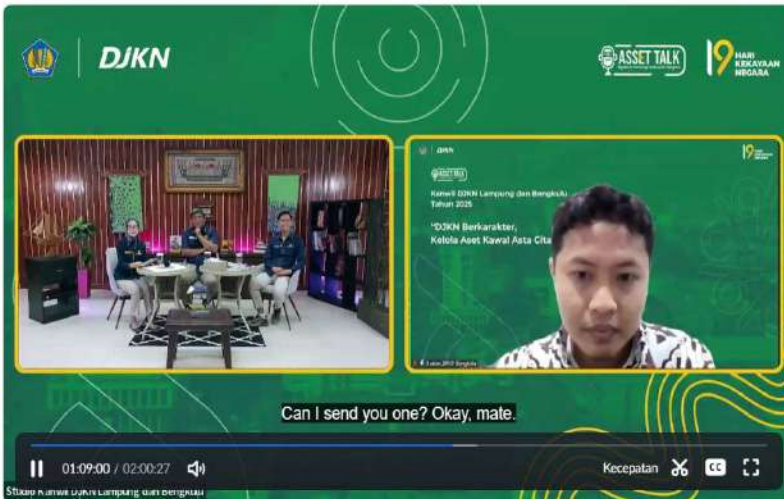 DJKN
ASSET TALK
19 HARI
KEKAYAAN
NEGARA
DJKN
19
ASSET TALK
Kanwil DJKN Lampung dan Bengkulu
Tahun 2025
"DJKN Berkarakter,
Kelola Aset Kawal Asta Cita
Can I send you one? Okay, mate.
01:09:00 / 02:00:27
Kecepatan
CC
Studio Kanwil DJKN Lampung dan Bengkulu